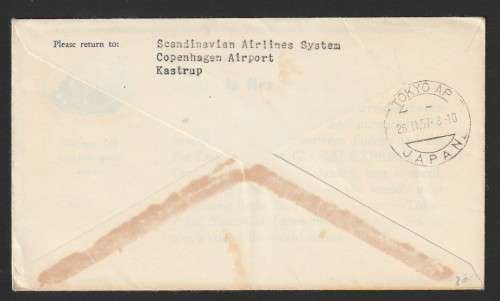 Please return to: Scandinavian Airlines System
Copenhagen Airport
Kastrup
TOKYO AP
JAPAN